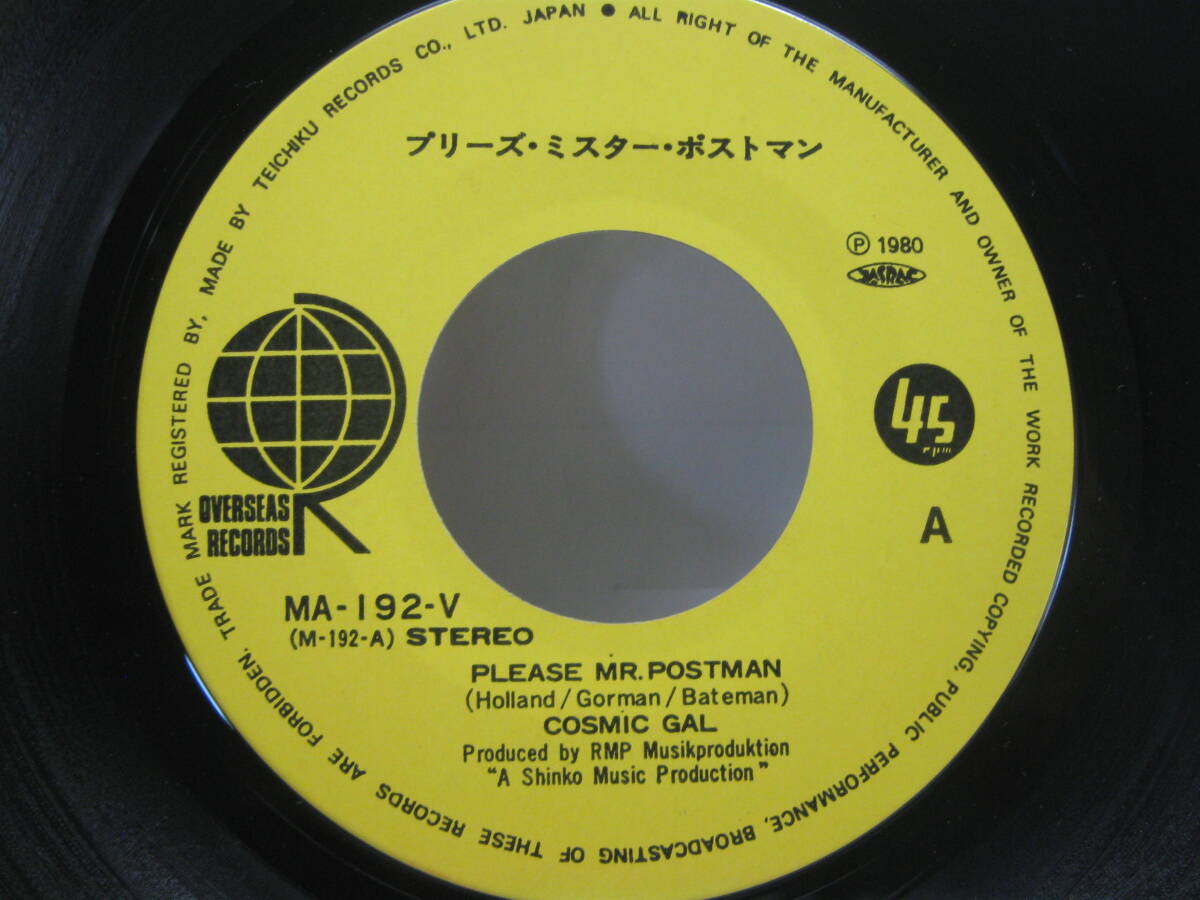 TRADE MARK REGISTERED BY, MADE BY TEICHIKU RECORDS CO., LTD. JAPAN ● ALL RIGHT OF THE MANUFACTURER AND OWNER OF THE WORK RECORDED COPYING, PUBLIC PERFORMANCE, BROADCASTING OF THESE RECORDS ARE FORBIDDEN.
プリーズ・ミスター・ポストマン
Ⓟ 1980
JASRAC
45
rpm
OVERSEAS
RECORDS
A
MA-192-V
(M-192-A) STEREO
PLEASE MR.POSTMAN
(Holland/Gorman/Bateman)
COSMIC GAL
Produced by RMP Musikproduktion
"A Shinko Music Production"